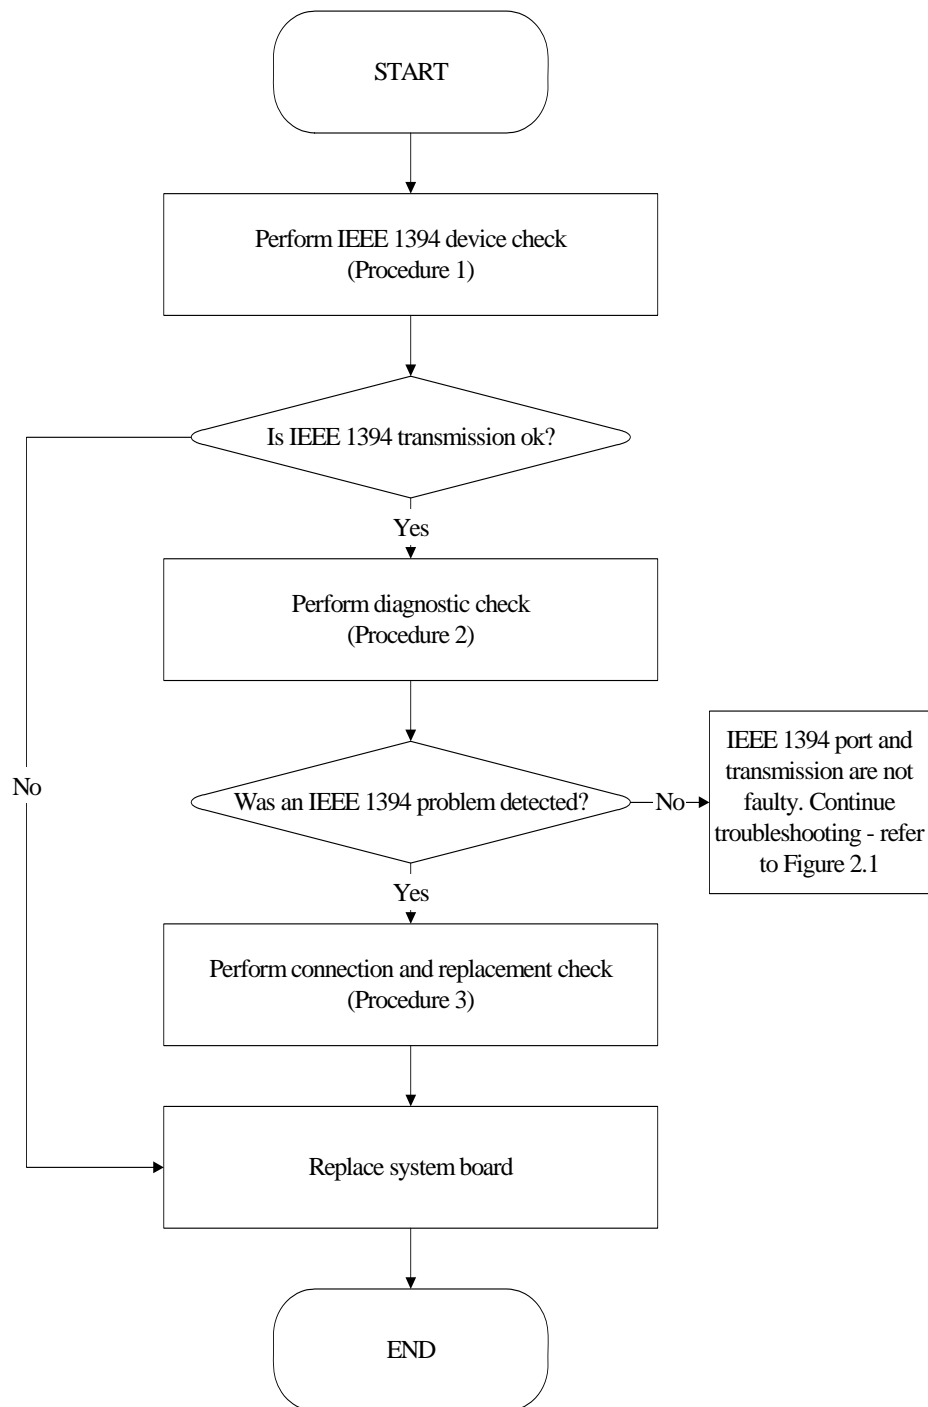 START
Perform IEEE 1394 device check
(Procedure 1)
Is IEEE 1394 transmission ok?
Yes
Perform diagnostic check
(Procedure 2)
No
Was an IEEE 1394 problem detected?
No
IEEE 1394 port and
transmission are not
faulty. Continue
troubleshooting - refer
to Figure 2.1
Yes
Perform connection and replacement check
(Procedure 3)
Replace system board
END